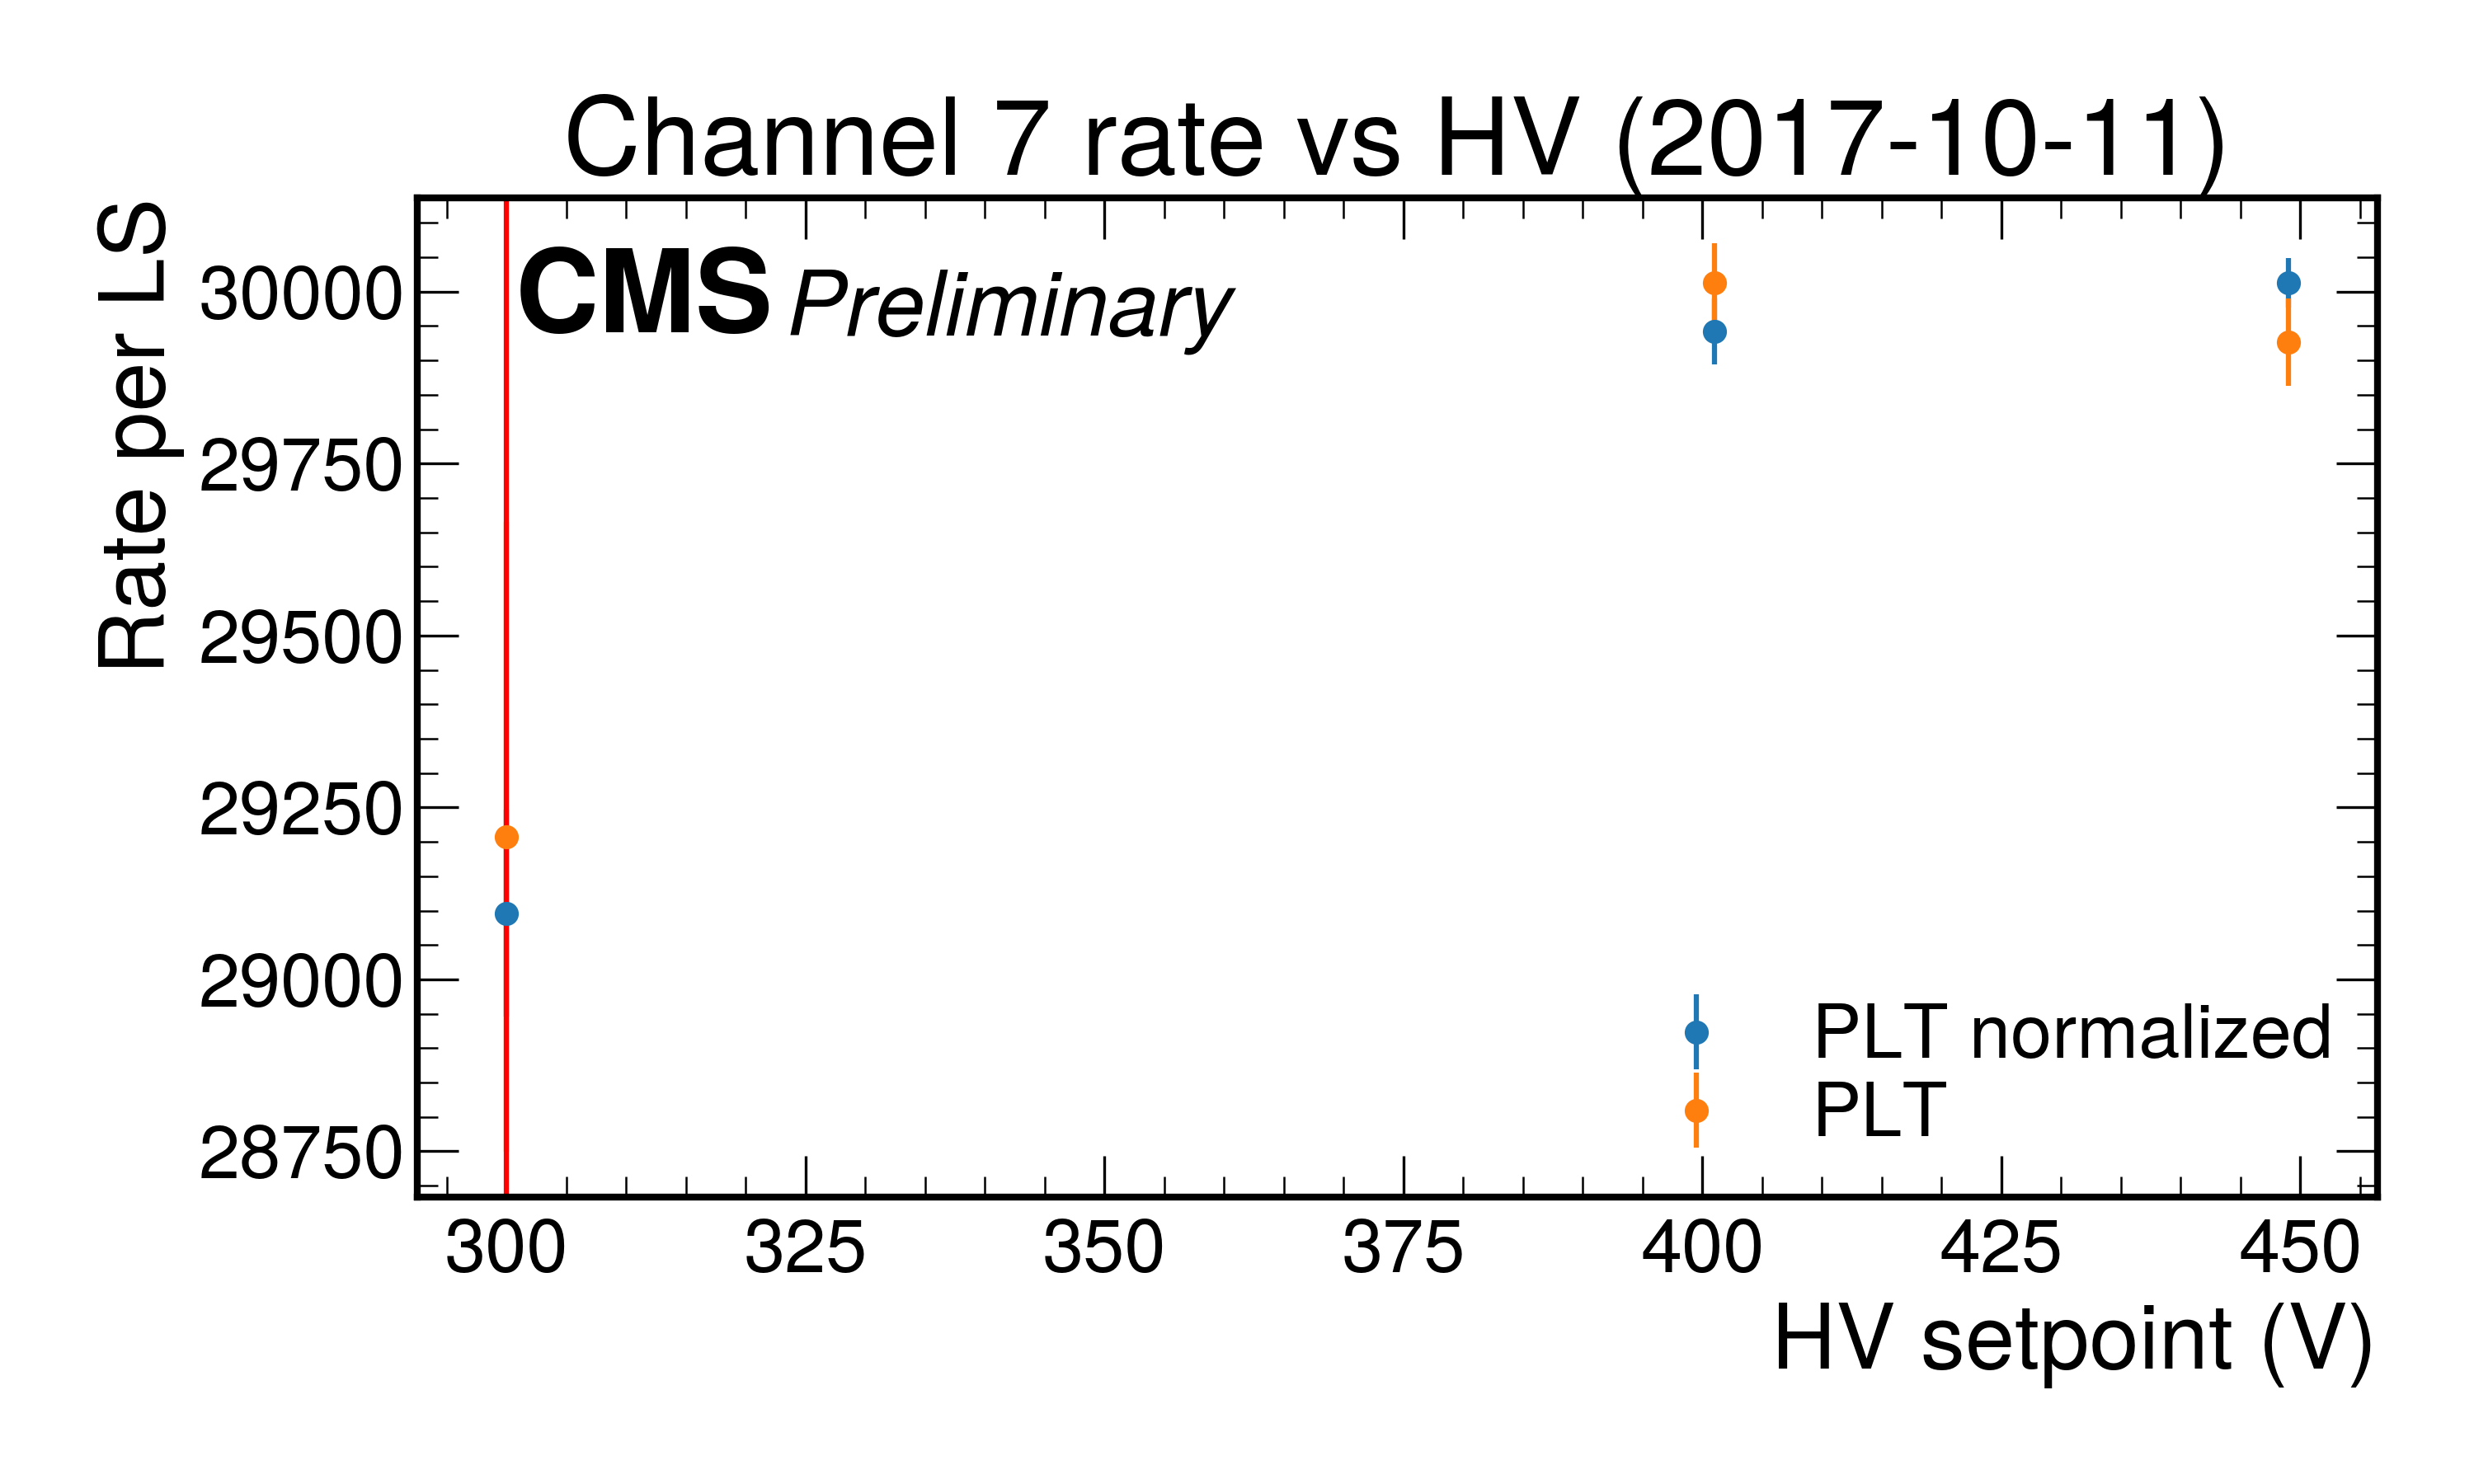 Channel 7 rate vs HV (2017-10-11)
CMS Preliminary
Rate per LS
30000
29750
29500
29250
29000
28750
PLT normalized
PLT
300 325 350 375 400 425 450
HV setpoint (V)